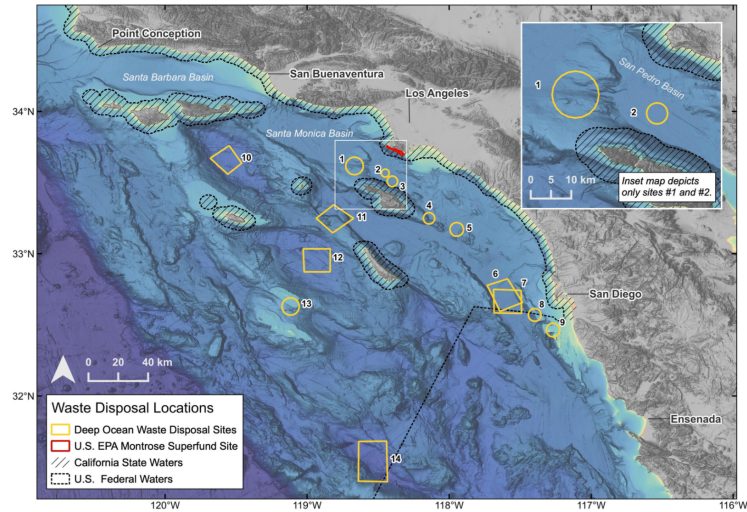 Point Conception
Santa Barbara Basin
San Buenaventura
Los Angeles
Santa Monica Basin
34°N
33°N
32°N
1
2
3
4
5
6
7
8
9
10
11
12
13
14
San Diego
Ensenada
San Pedro Basin
1
2
0 5 10 km
Inset map depicts
only sites #1 and #2.
0 20 40 km
Waste Disposal Locations
Deep Ocean Waste Disposal Sites
U.S. EPA Montrose Superfund Site
California State Waters
U.S. Federal Waters
120°W
119°W
118°W
117°W
116°W